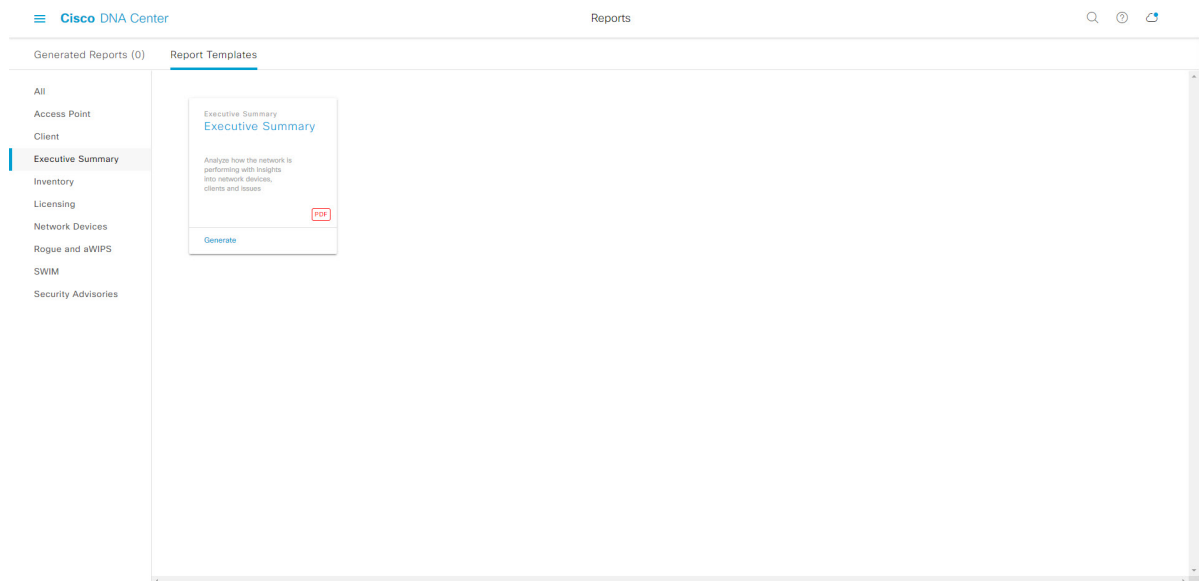 Cisco DNA Center
Reports
Generated Reports (0)
Report Templates
All
Access Point
Client
Executive Summary
Inventory
Licensing
Network Devices
Rogue and aWIPS
SWIM
Security Advisories
Executive Summary
Executive Summary
Analyze how the network is
performing with insights
into network devices,
clients and issues
PDF
Generate